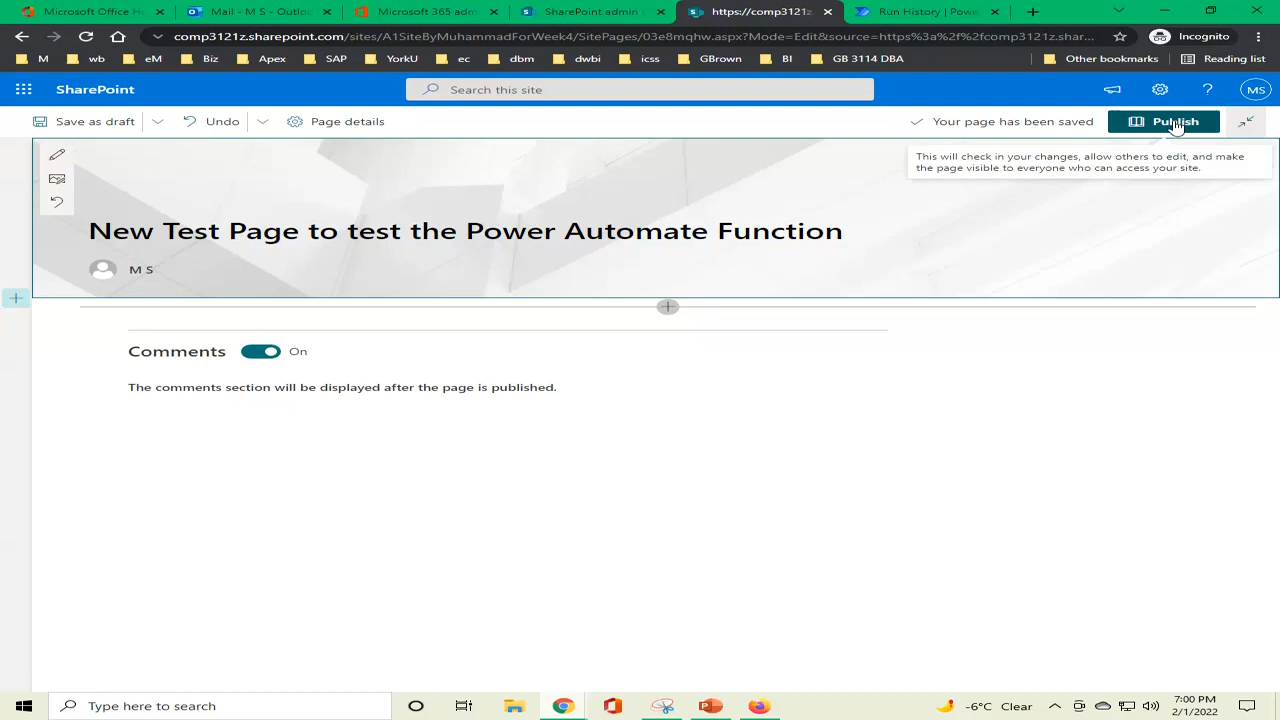 Microsoft Office He
Mail - M S - Outloo
Microsoft 365 adm
SharePoint admin c
https://comp3121z.
Run History | Powe
comp3121z.sharepoint.com/sites/A1SiteByMuhammadForWeek4/SitePages/03e8mqhw.aspx?Mode=Edit&source=https%3a%2f%2fcomp3121z.shar...
Incognito
M
wb
eM
Biz
Apex
SAP
YorkU
ec
dbm
dwbi
icss
GBrown
BI
GB 3114 DBA
Other bookmarks
Reading list
SharePoint
Search this site
MS
Save as draft
Undo
Page details
Your page has been saved
Publish
This will check in your changes, allow others to edit, and make
the page visible to everyone who can access your site.
New Test Page to test the Power Automate Function
M S
Comments
On
The comments section will be displayed after the page is published.
Type here to search
-6°C Clear
7:00 PM
2/1/2022